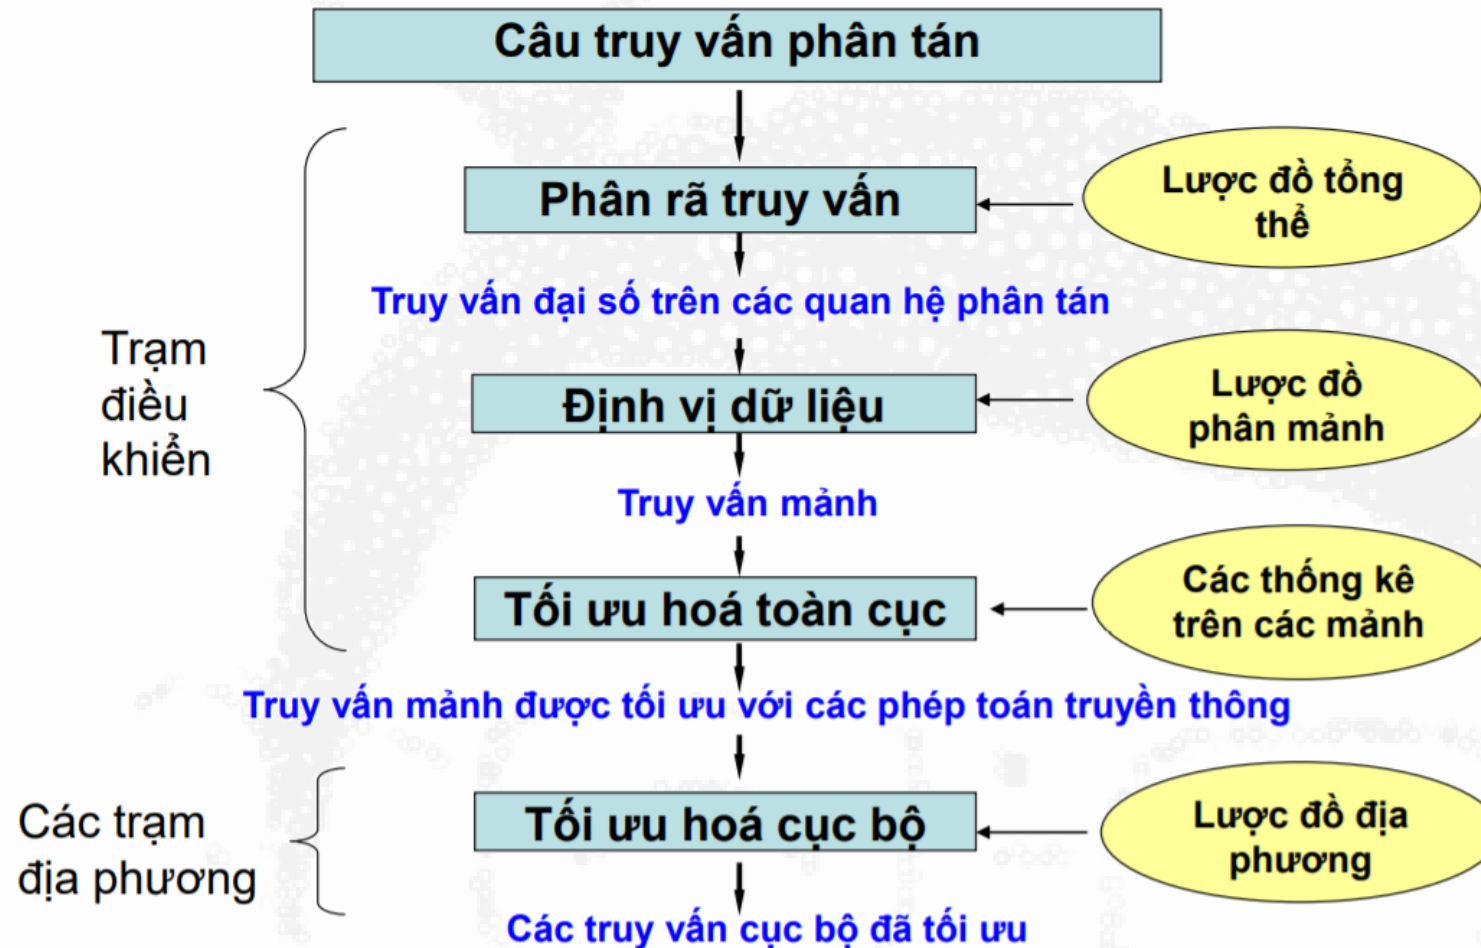 Câu truy vấn phân tán
Phân rã truy vấn
Lược đồ tổng
thể
Truy vấn đại số trên các quan hệ phân tán
Trạm
điều
khiển
Định vị dữ liệu
Lược đồ
phân mảnh
Truy vấn mảnh
Tối ưu hoá toàn cục
Các thống kê
trên các mảnh
Truy vấn mảnh được tối ưu với các phép toán truyền thông
Các trạm
địa phương
Tối ưu hoá cục bộ
Lược đồ địa
phương
Các truy vấn cục bộ đã tối ưu